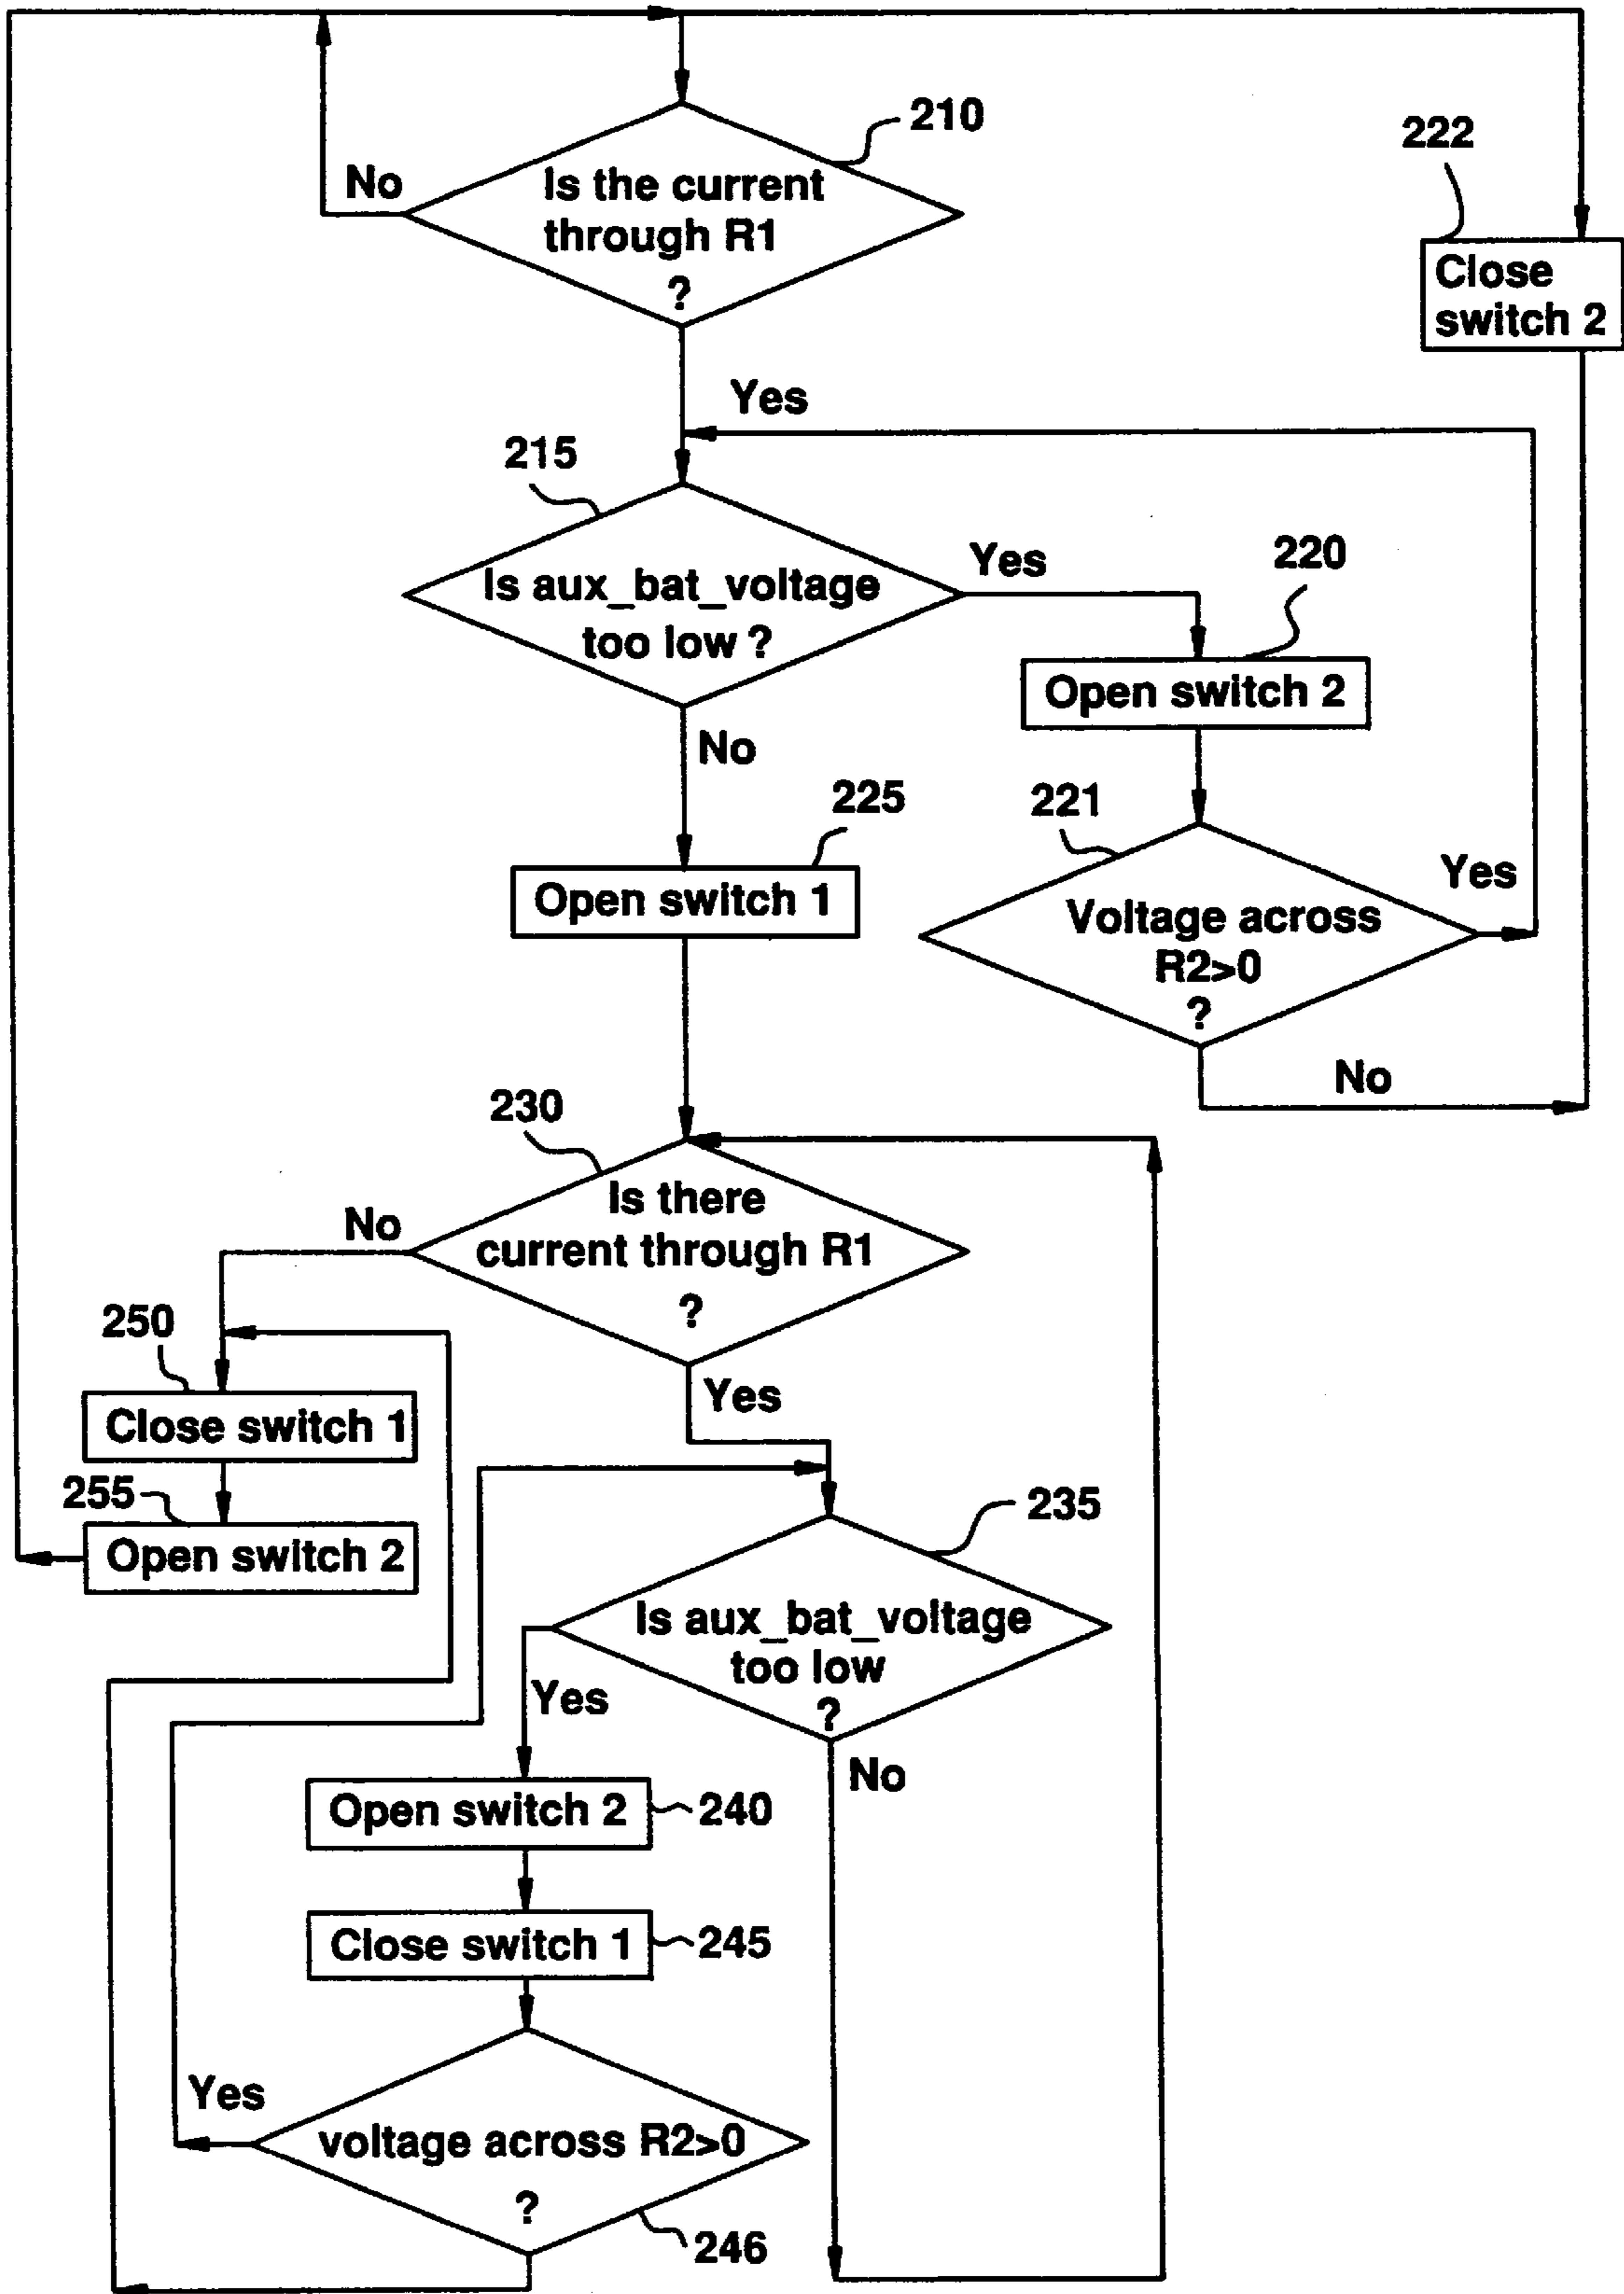 210
No
Is the current
through R1
?
222
Close
switch 2
Yes
215
Is aux_bat_voltage
too low ?
Yes
220
Open switch 2
No
225
Open switch 1
221
Voltage across
R2>0
?
Yes
No
230
Is there
current through R1
?
No
250
Close switch 1
Yes
255
Open switch 2
235
Is aux_bat_voltage
too low
?
Yes
No
Open switch 2
240
Close switch 1
245
Yes
voltage across R2>0
?
246